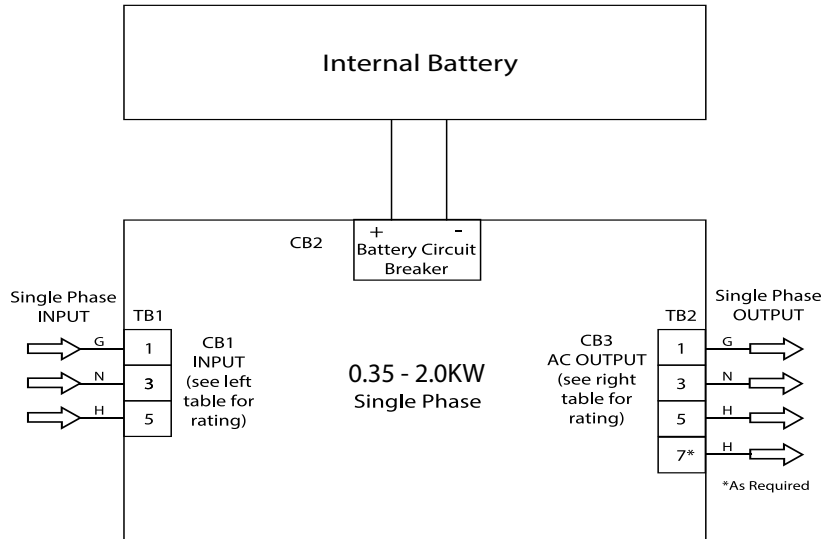 Internal Battery
+ -
CB2
Battery Circuit
Breaker
Single Phase
INPUT
TB1
G
1
N
3
H
5
CB1
INPUT
(see left
table for
rating)
0.35 - 2.0KW
Single Phase
CB3
AC OUTPUT
(see right
table for
rating)
TB2
Single Phase
OUTPUT
1
G
3
N
5
H
7*
H
*As Required